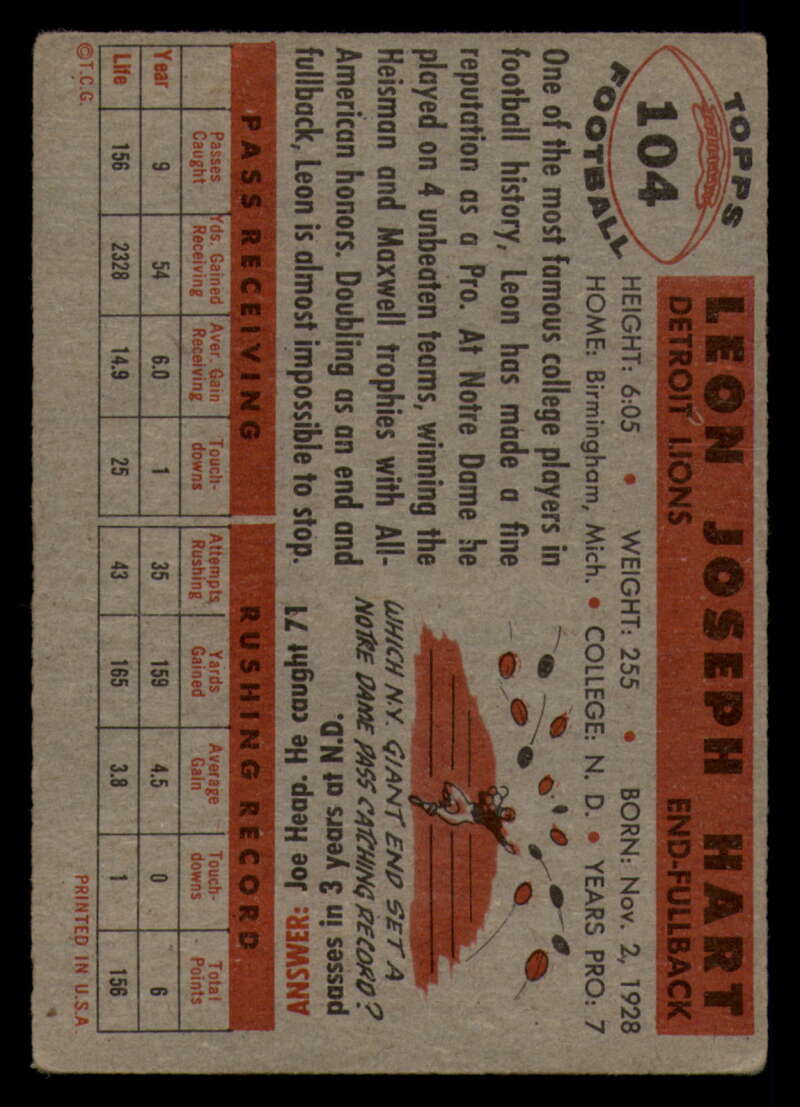 TOPPS
104
FOOTBALL
LEON JOSEPH HART
DETROIT LIONS END-FULLBACK
HEIGHT: 6:05 • WEIGHT: 255 • BORN: Nov. 2, 1928
HOME: Birmingham, Mich. • COLLEGE: N. D. • YEARS PRO: 7
One of the most famous college players in
football history, Leon has made a fine
reputation as a Pro. At Notre Dame he
played on 4 unbeaten teams, winning the
Heisman and Maxwell trophies with All-
American honors. Doubling as an end and
fullback, Leon is almost impossible to stop.
WHICH N.Y. GIANT END SET A
NOTRE DAME PASS CATCHING RECORD?
ANSWER: Joe Heap. He caught 71
passes in 3 years at N.D.
PASS RECEIVING RUSHING RECORD
Passes Caught Yds. Gained Receiving Aver. Gain Receiving Touch-downs Attempts Rushing Yards Gained Average Gain Touch-downs Total Points
Year 9 54 6.0 1 35 159 4.5 0 6
Life 156 2328 14.9 25 43 165 3.8 1 156
©T.C.G. PRINTED IN U.S.A